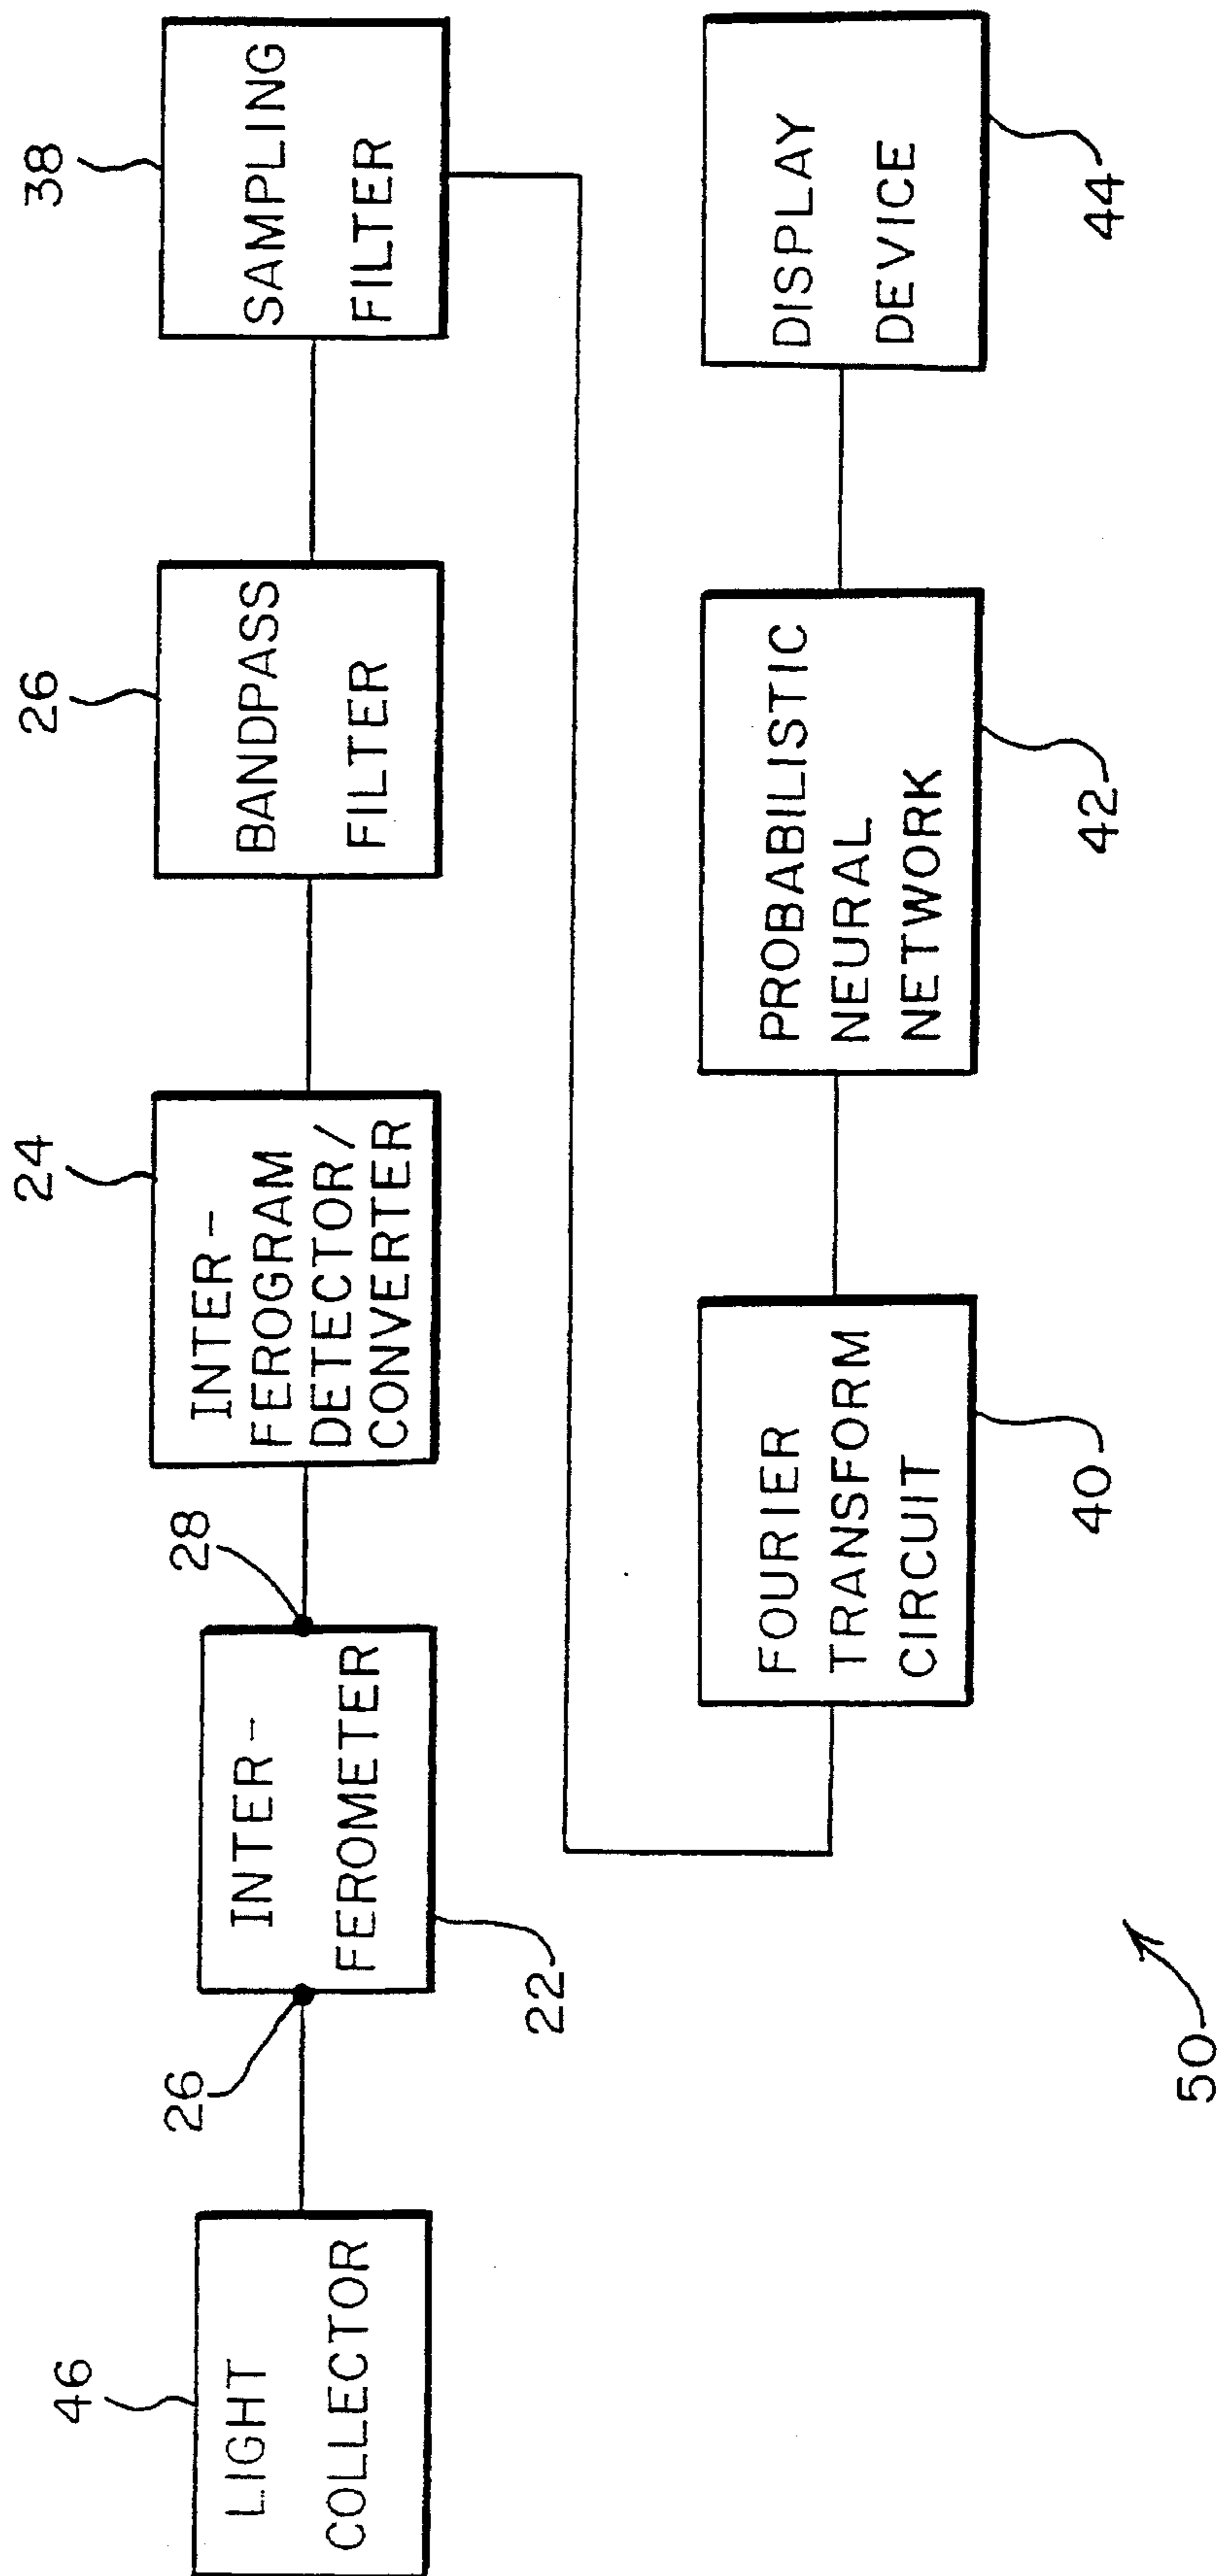 46
LIGHT
COLLECTOR
26
INTER-
FEROMETER
22
28
24
INTER-
FEROGRAM
DETECTOR/
CONVERTER
26
BANDPASS
FILTER
38
SAMPLING
FILTER
FOURIER
TRANSFORM
CIRCUIT
40
PROBABILISTIC
NEURAL
NETWORK
42
DISPLAY
DEVICE
44
50